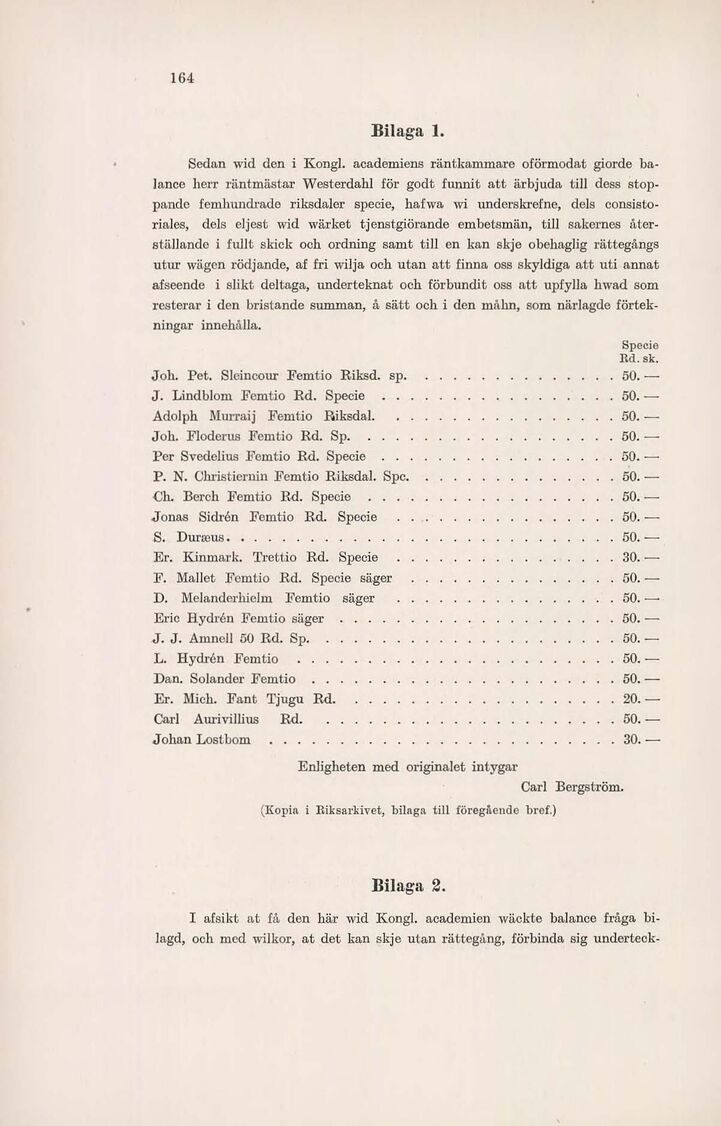 164
Bilaga 1.
Sedan wid den i Kongl. academiens räntkammare oförmodat giorde ba-
lance herr räntmästar Westerdahl för godt funnit att ärbjuda till dess stop-
pande femhundrade riksdaler specie, hafwa wi underskrefne, dels consisto-
riales, dels eljest wid wärket tjenstgiörande embetsmän, till sakernes åter-
ställande i fullt skick och ordning samt till en kan skje obehaglig rättegångs
utur wägen rödjande, af fri wilja och utan att finna oss skyldiga att uti annat
afseende i slikt deltaga, underteknat och förbundit oss att upfylla hwad som
resterar i den bristande summan, å sätt och i den måhn, som närlagde förtek-
ningar innehålla.
Specie
Rd. sk.
Joh. Pet. Sleincour Femtio Riksd. sp. . . . . . . . . . . . . . . 50. —
J. Lindblom Femtio Rd. Specie . . . . . . . . . . . . . . . . . 50. —
Adolph Murraij Femtio Riksdal. . . . . . . . . . . . . . . . . 50. —
Joh. Floderus Femtio Rd. Sp. . . . . . . . . . . . . . . . . . . 50. —
Per Svedelius Femtio Rd. Specie . . . . . . . . . . . . . . . . . 50. —
P. N. Christiernin Femtio Riksdal. Spc. . . . . . . . . . . . . . . 50. —
Ch. Berch Femtio Rd. Specie . . . . . . . . . . . . . . . . . . 50. —
Jonas Sidrén Femtio Rd. Specie . . . . . . . . . . . . . . . . 50. —
S. Duræus. . . . . . . . . . . . . . . . . . . . . . . . . . . . 50. —
Er. Kinmark. Trettio Rd. Specie . . . . . . . . . . . . . . . . 30. —
F. Mallet Femtio Rd. Specie säger . . . . . . . . . . . . . . . 50. —
D. Melanderhielm Femtio säger . . . . . . . . . . . . . . . . 50. —
Eric Hydrén Femtio säger . . . . . . . . . . . . . . . . . . . . 50. —
J. J. Amnell 50 Rd. Sp. . . . . . . . . . . . . . . . . . . . . . 50. —
L. Hydrén Femtio . . . . . . . . . . . . . . . . . . . . . . . 50. —
Dan. Solander Femtio . . . . . . . . . . . . . . . . . . . . . . 50. —
Er. Mich. Fant Tjugu Rd. . . . . . . . . . . . . . . . . . . . 20. —
Carl Aurivillius Rd. . . . . . . . . . . . . . . . . . . . . . 50. —
Johan Lostbom . . . . . . . . . . . . . . . . . . . . . . . . . 30. —
Enligheten med originalet intygar
Carl Bergström.
(Kopia i Riksarkivet, bilaga till föregående bref.)
Bilaga 2.
I afsikt at få den här wid Kongl. academien wäckte balance fråga bi-
lagd, och med wilkor, at det kan skje utan rättegång, förbinda sig underteck-